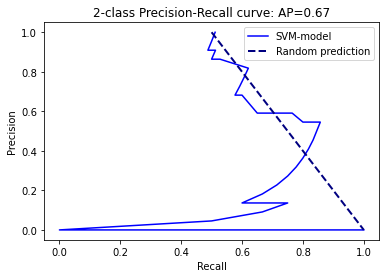 2-class Precision-Recall curve: AP=0.67
SVM-model
Random prediction
Precision
1.0
0.8
0.6
0.4
0.2
0.0
0.0 0.2 0.4 0.6 0.8 1.0
Recall